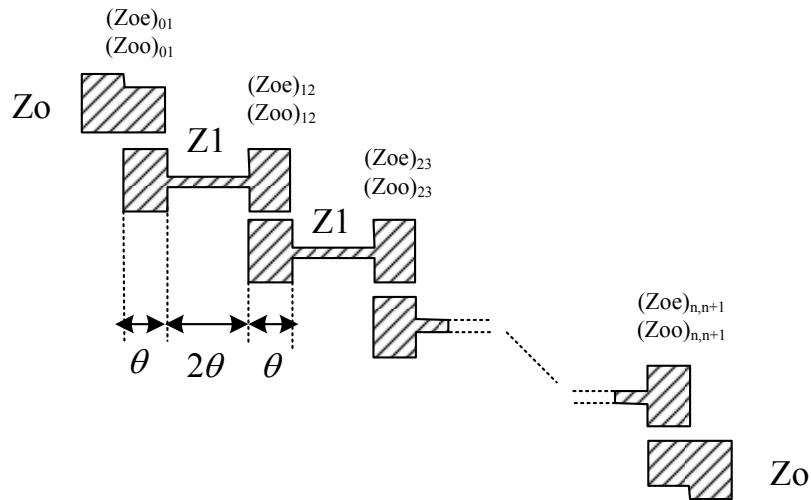 (Zoe)01
(Zoo)01
Zo
(Zoe)12
(Zoo)12
Z1
(Zoe)23
(Zoo)23
Z1
(Zoe)n,n+1
(Zoo)n,n+1
θ 2θ θ
Zo